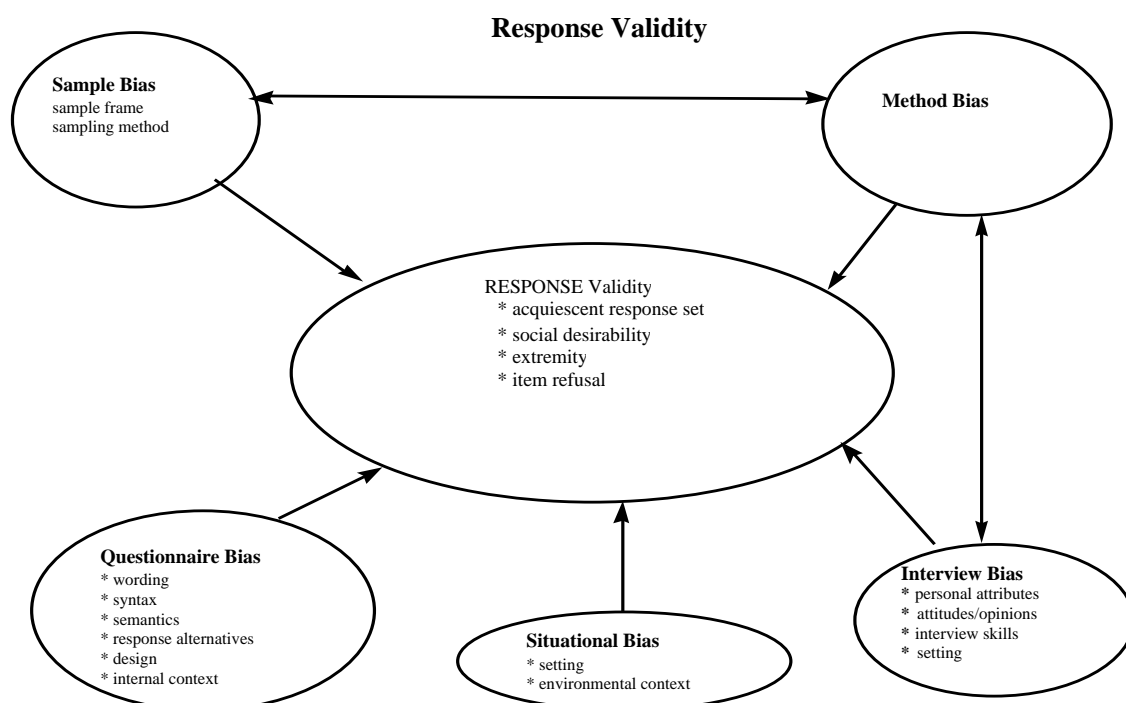 Response Validity
Sample Bias
sample frame
sampling method
Method Bias
RESPONSE Validity
* acquiescent response set
* social desirability
* extremity
* item refusal
Questionnaire Bias
* wording
* syntax
* semantics
* response alternatives
* design
* internal context
Situational Bias
* setting
* environmental context
Interview Bias
* personal attributes
* attitudes/opinions
* interview skills
* setting